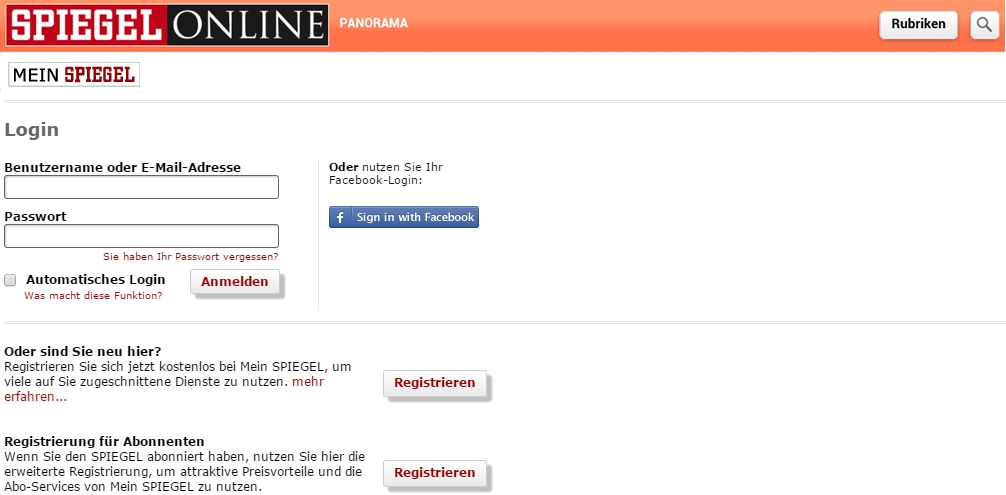 SPIEGEL ONLINE PANORAMA Rubriken
MEIN SPIEGEL
Login
Benutzername oder E-Mail-Adresse
Passwort
Sie haben Ihr Passwort vergessen?
Automatisches Login
Was macht diese Funktion?
Anmelden
Oder nutzen Sie Ihr
Facebook-Login:
f Sign in with Facebook
Oder sind Sie neu hier?
Registrieren Sie sich jetzt kostenlos bei Mein SPIEGEL, um
viele auf Sie zugeschnittene Dienste zu nutzen. mehr
erfahren...
Registrieren
Registrierung für Abonnenten
Wenn Sie den SPIEGEL abonniert haben, nutzen Sie hier die
erweiterte Registrierung, um attraktive Preisvorteile und die
Abo-Services von Mein SPIEGEL zu nutzen.
Registrieren